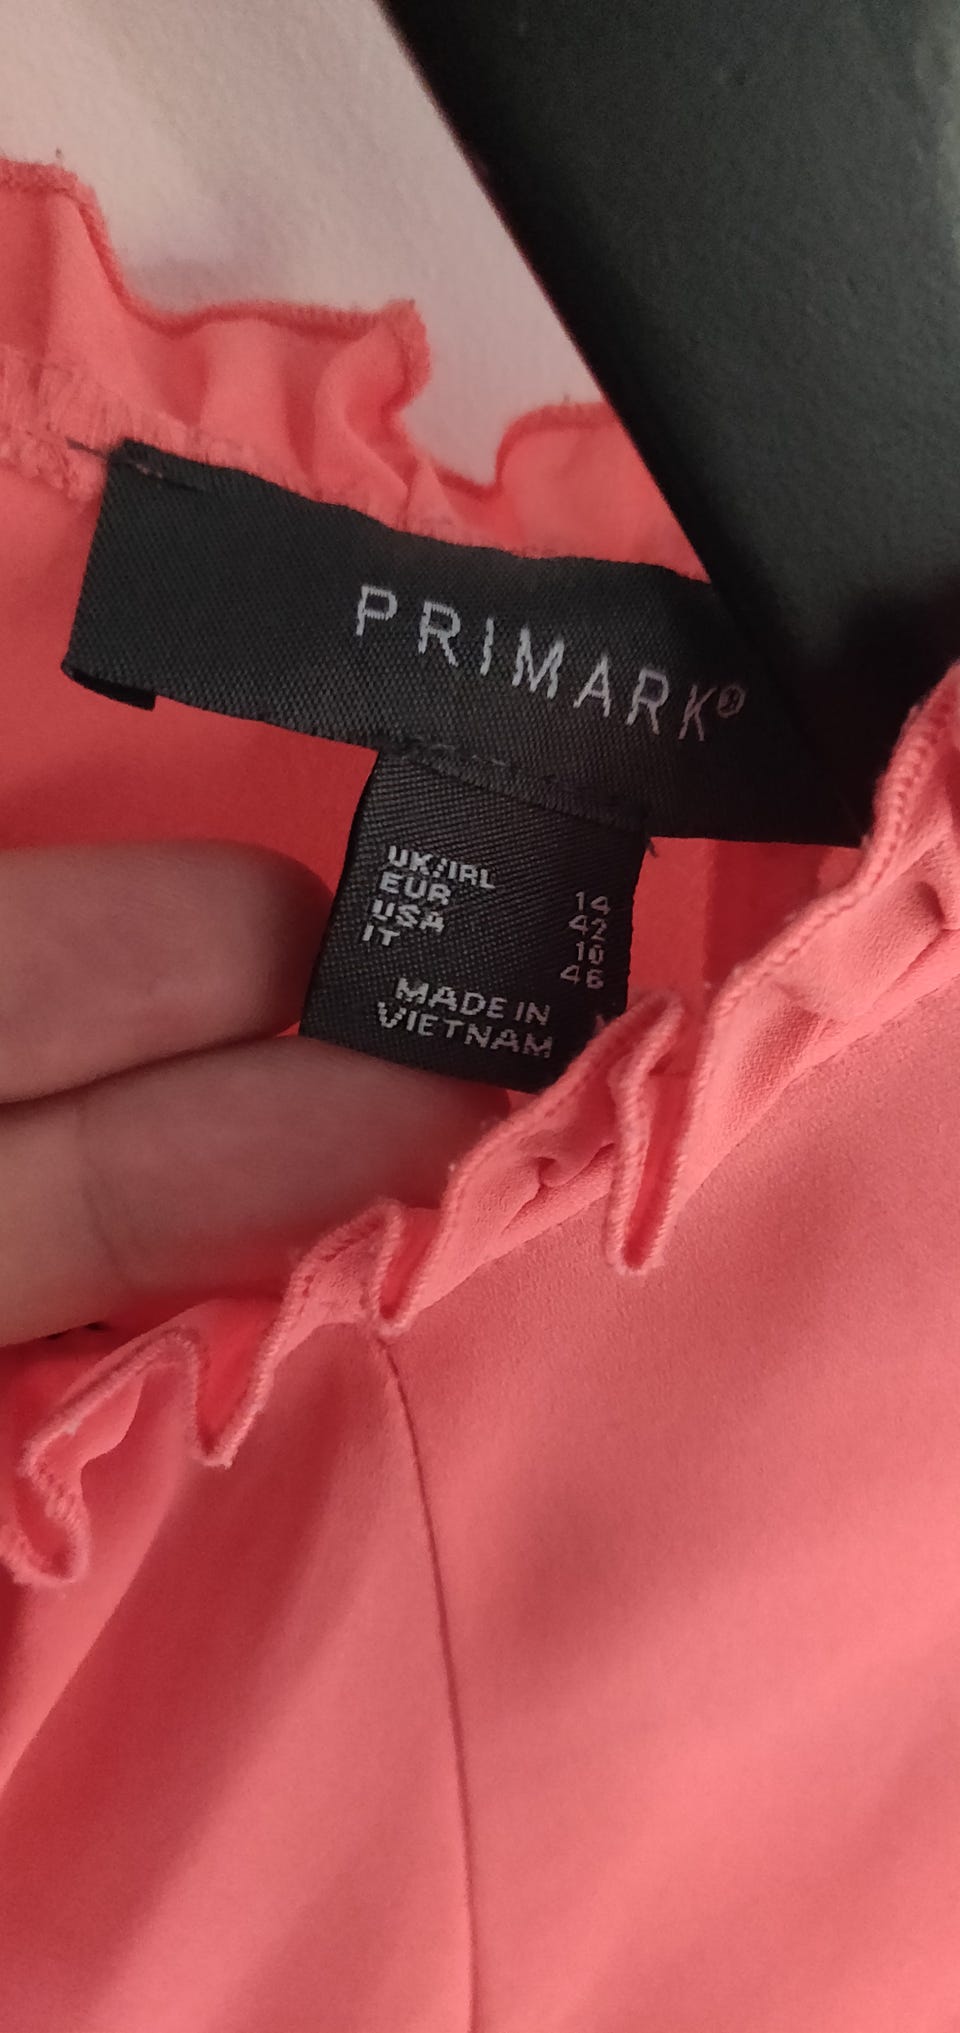 PRIMARK®
UK/IRL 14
EUR 42
USA 10
IT 46
MADE IN
VIETNAM